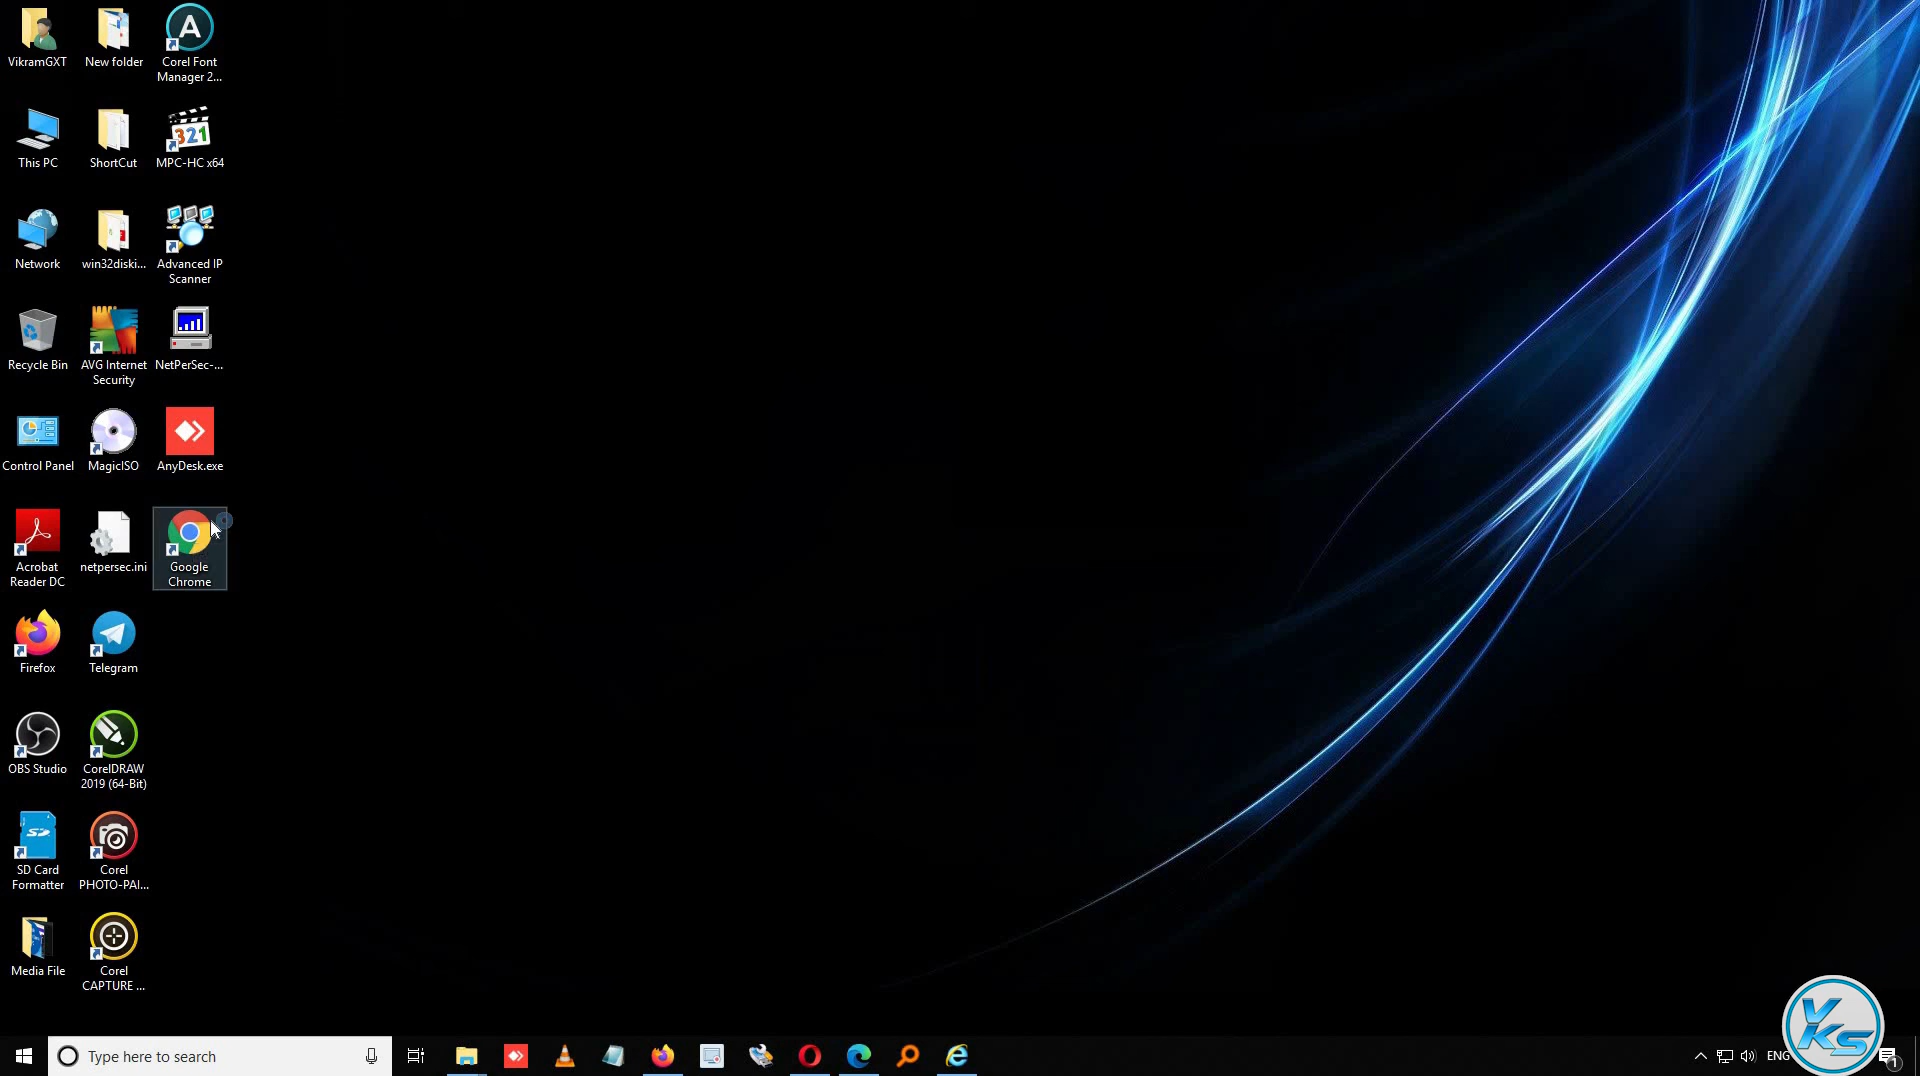 VikramGXT
New folder
Corel Font
Manager 2...
This PC
ShortCut
321
MPC-HC x64
Network
win32diski...
Advanced IP
Scanner
Recycle Bin
AVG Internet
Security
NetPerSec-...
Control Panel
MagicISO
AnyDesk.exe
Acrobat
Reader DC
netpersec.ini
Google
Chrome
Firefox
Telegram
OBS Studio
CorelDRAW
2019 (64-Bit)
SD
SD Card
Formatter
Corel
PHOTO-PAI...
Media File
Corel
CAPTURE ...
Type here to search
ENG
VKS
1